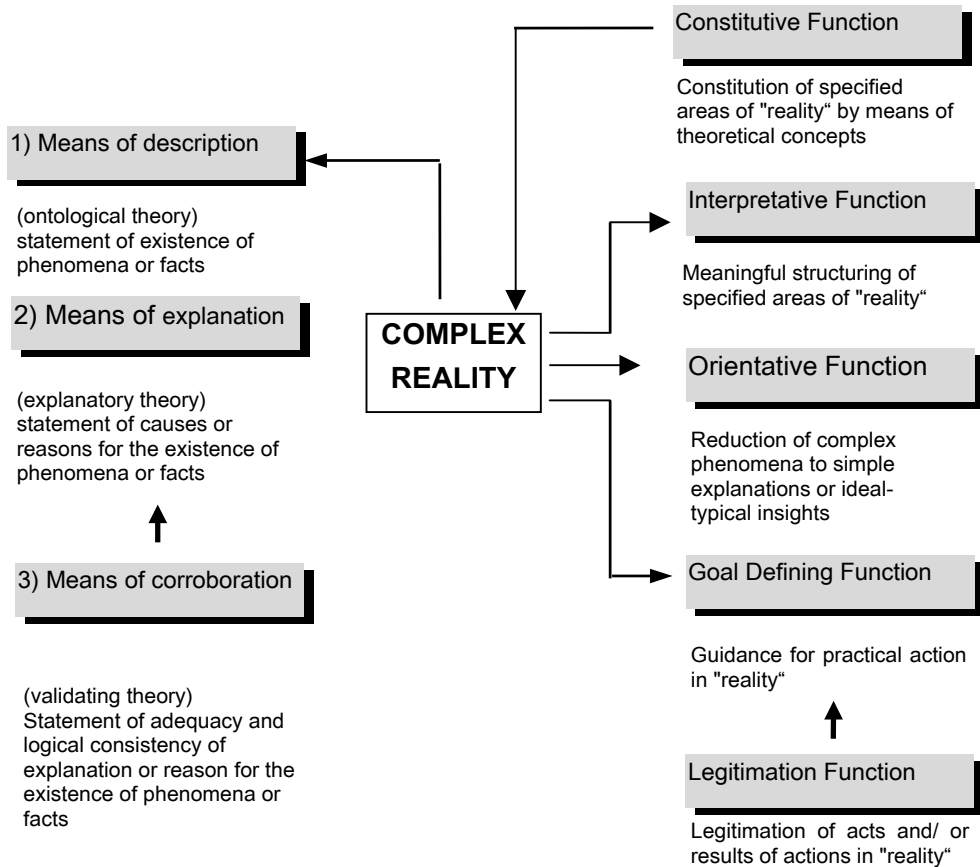 1) Means of description
(ontological theory)
statement of existence of
phenomena or facts
2) Means of explanation
(explanatory theory)
statement of causes or
reasons for the existence of
phenomena or facts
3) Means of corroboration
(validating theory)
Statement of adequacy and
logical consistency of
explanation or reason for the
existence of phenomena or
facts
COMPLEX
REALITY
Constitutive Function
Constitution of specified
areas of "reality“ by means of
theoretical concepts
Interpretative Function
Meaningful structuring of
specified areas of "reality“
Orientative Function
Reduction of complex
phenomena to simple
explanations or ideal-
typical insights
Goal Defining Function
Guidance for practical action
in "reality“
Legitimation Function
Legitimation of acts and/ or
results of actions in "reality“